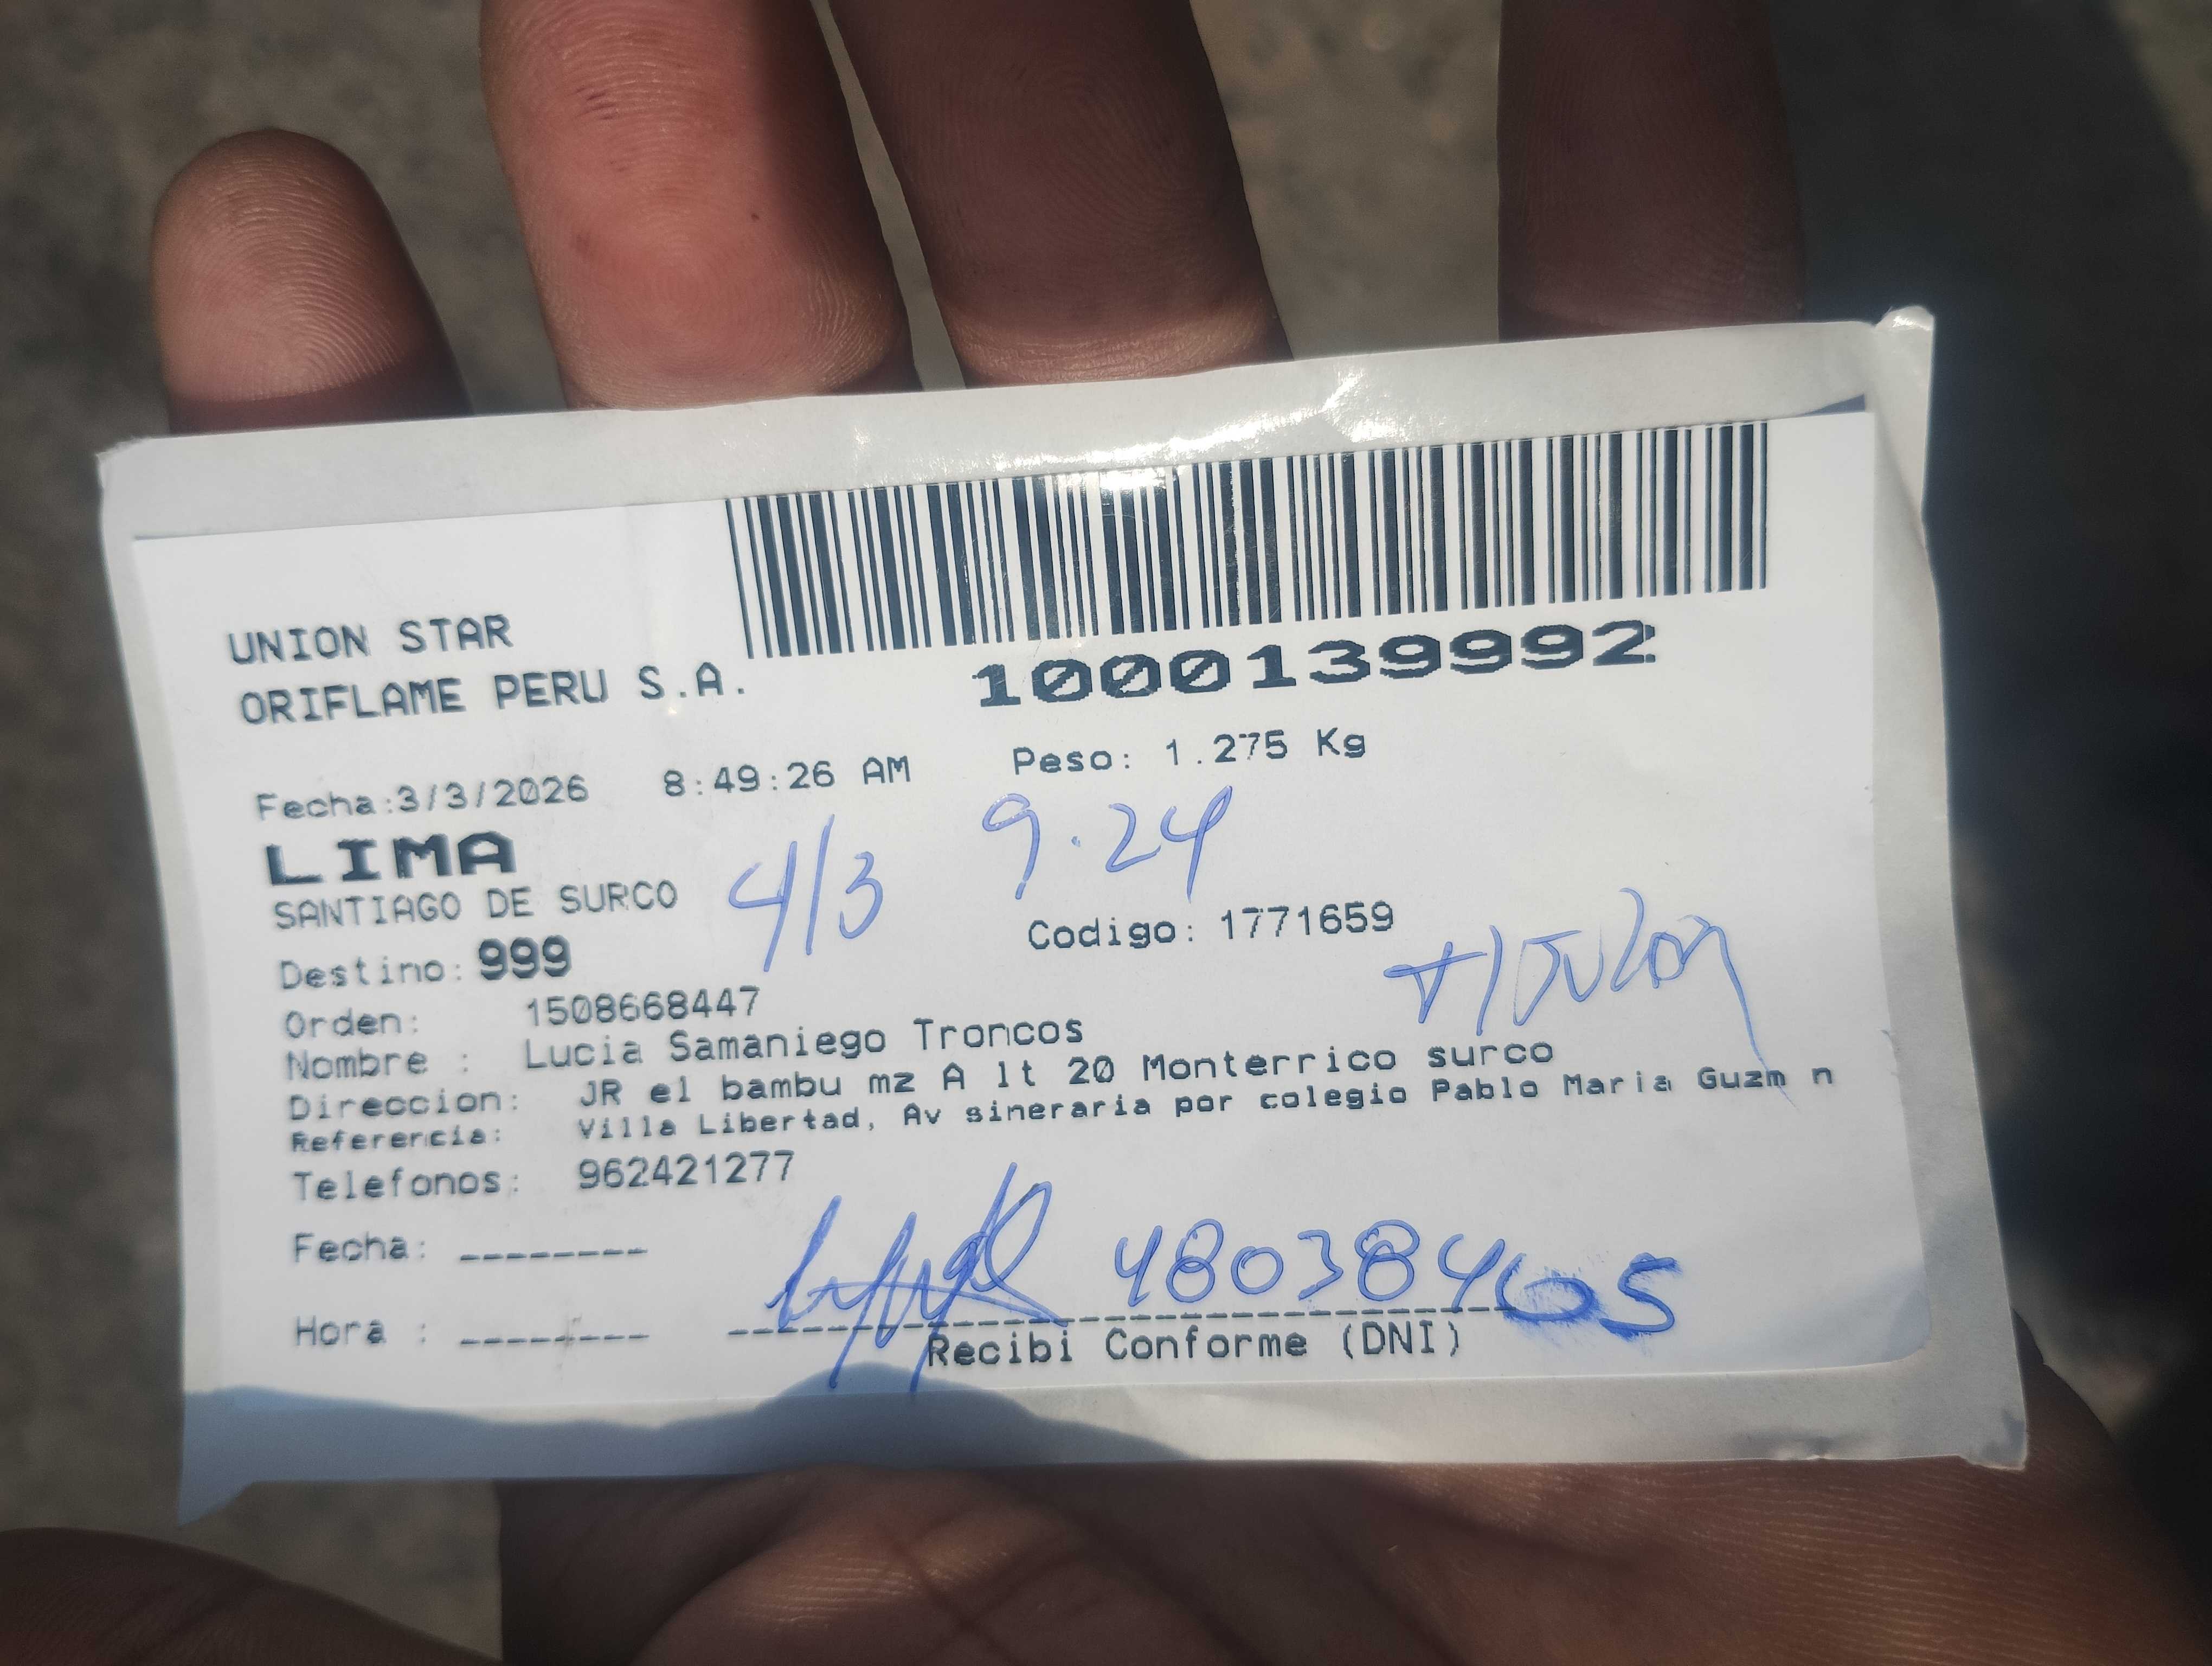 UNION STAR
ORIFLAME PERU S.A.
1000139992
Fecha:3/3/2026 8:49:26 AM Peso: 1.275 Kg
LIMA
4/3 9.24
SANTIAGO DE SURCO
Destino: 999 Codigo: 1771659
Orden: 1508668447
Nombre : Lucia Samaniego Troncos
Direccion: JR el bambu mz A lt 20 Monterrico surco
Referencia: Villa Libertad, Av sineraria por colegio Pablo Maria Guzm n
Telefonos: 962421277
Fecha: --------
48038405
Hora : --------
Recibi Conforme (DNI)